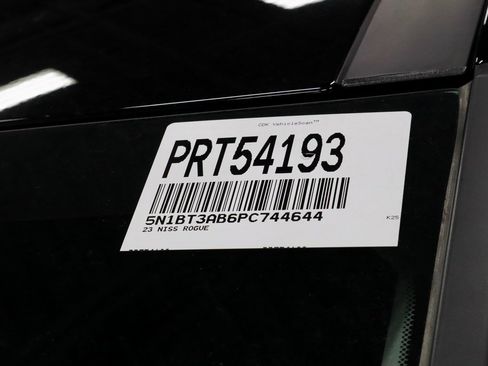 CDK VehicleScan™
PRT54193
5N1BT3AB6PC744644
23 NISS ROGUE
K25